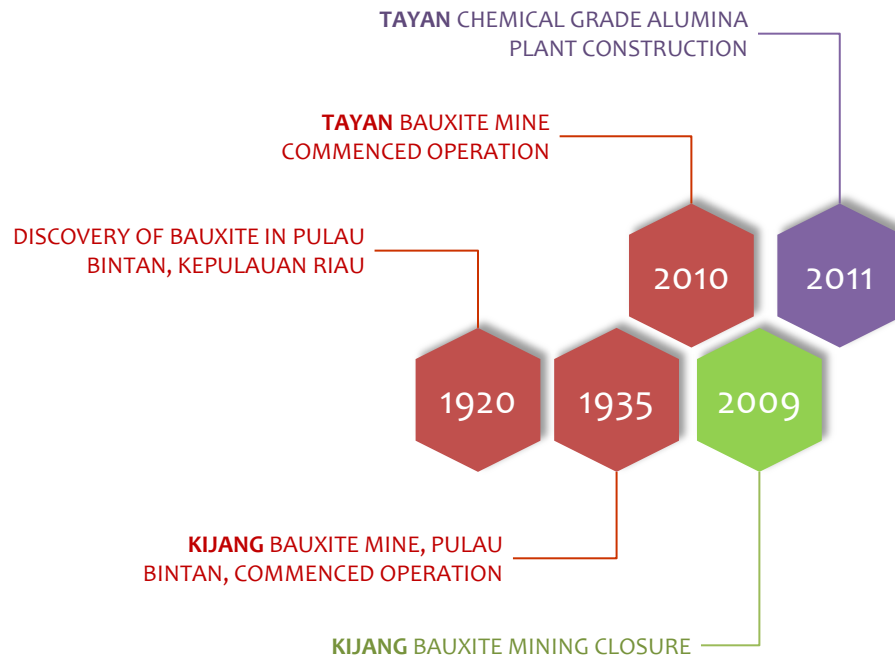 TAYAN CHEMICAL GRADE ALUMINA
PLANT CONSTRUCTION
TAYAN BAUXITE MINE
COMMENCED OPERATION
DISCOVERY OF BAUXITE IN PULAU
BINTAN, KEPULAUAN RIAU
2010
2011
1920
1935
2009
KIJANG BAUXITE MINE, PULAU
BINTAN, COMMENCED OPERATION
KIJANG BAUXITE MINING CLOSURE